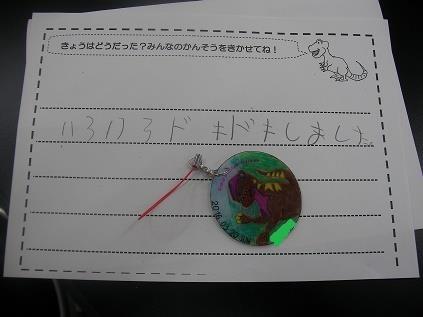 きょうはどうだった？みんなのかんそうをきかせてね！
いろいろドキドキしました